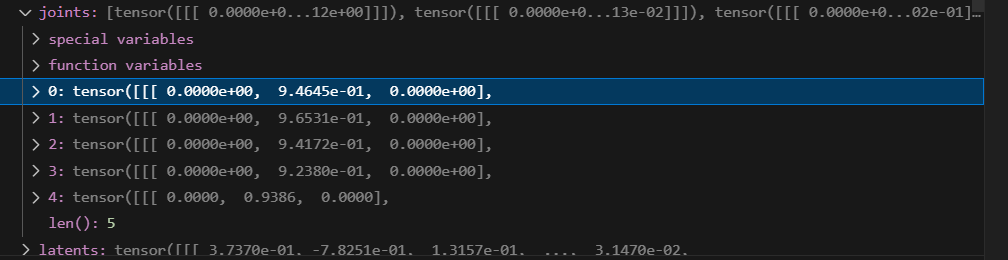 joints: [tensor([[[ 0.0000e+0...12e+00]]]), tensor([[[ 0.0000e+0...13e-02]]]), tensor([[[ 0.0000e+0...02e-01]…
special variables
function variables
0: tensor([[[ 0.0000e+00,  9.4645e-01,  0.0000e+00],
1: tensor([[[ 0.0000e+00,  9.6531e-01,  0.0000e+00],
2: tensor([[[ 0.0000e+00,  9.4172e-01,  0.0000e+00],
3: tensor([[[ 0.0000e+00,  9.2380e-01,  0.0000e+00],
4: tensor([[[ 0.0000,  0.9386,  0.0000],
len(): 5
latents: tensor([[[ 3.7370e-01, -7.8251e-01,  1.3157e-01,  ...,  3.1470e-02,